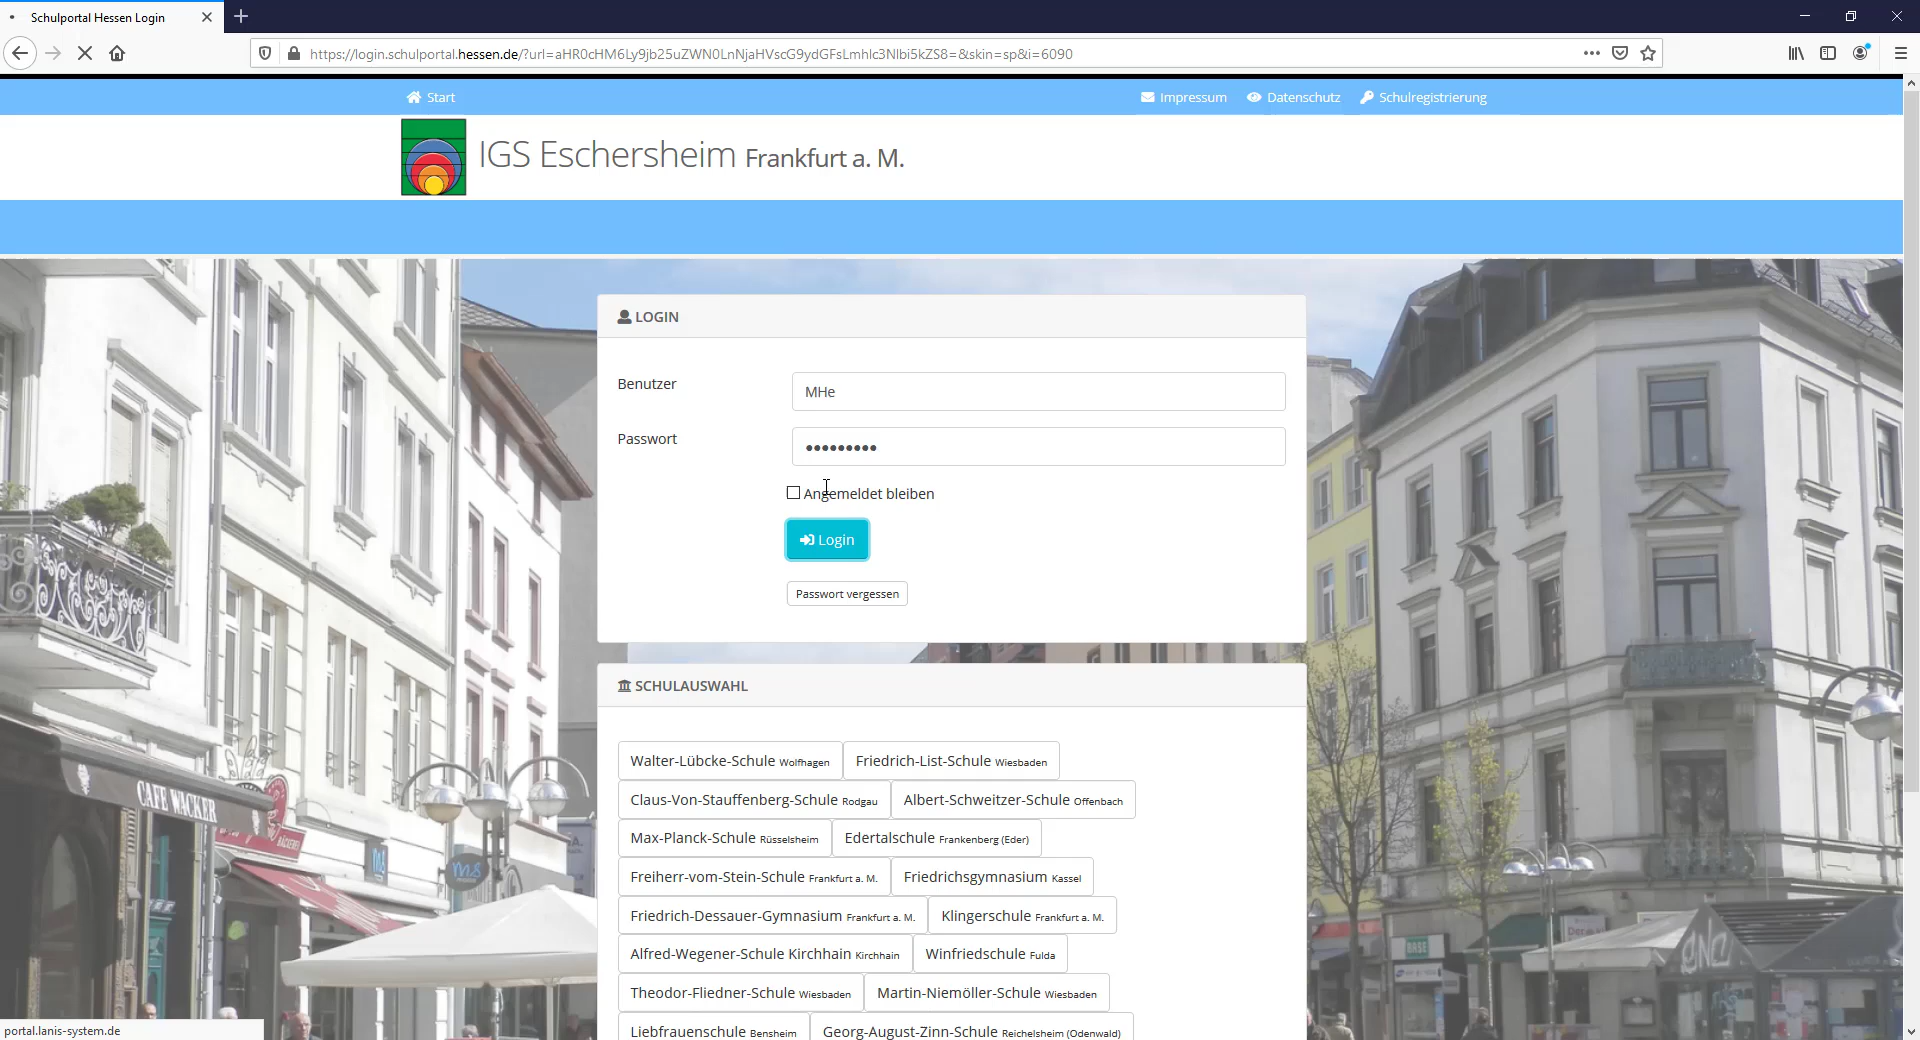 Schulportal Hessen Login
https://login.schulportal.hessen.de/?url=aHR0cHM6Ly9jb25uZWN0LnNjaHVscG9ydGFsLmhlc3Nlbi5kZS8=&skin=sp&i=6090
Start
Impressum
Datenschutz
Schulregistrierung
IGS Eschersheim Frankfurt a. M.
LOGIN
Benutzer
MHe
Passwort
•••••••••
Angemeldet bleiben
Login
Passwort vergessen
SCHULAUSWAHL
Walter-Lübcke-Schule Wolfhagen
Friedrich-List-Schule Wiesbaden
Claus-Von-Stauffenberg-Schule Rodgau
Albert-Schweitzer-Schule Offenbach
Max-Planck-Schule Rüsselsheim
Edertalschule Frankenberg (Eder)
Freiherr-vom-Stein-Schule Frankfurt a. M.
Friedrichsgymnasium Kassel
Friedrich-Dessauer-Gymnasium Frankfurt a. M.
Klingerschule Frankfurt a. M.
Alfred-Wegener-Schule Kirchhain Kirchhain
Winfriedschule Fulda
Theodor-Fliedner-Schule Wiesbaden
Martin-Niemöller-Schule Wiesbaden
Liebfrauenschule Bensheim
Georg-August-Zinn-Schule Reichelsheim (Odenwald)
CAFE WACKER
ms
portal.lanis-system.de